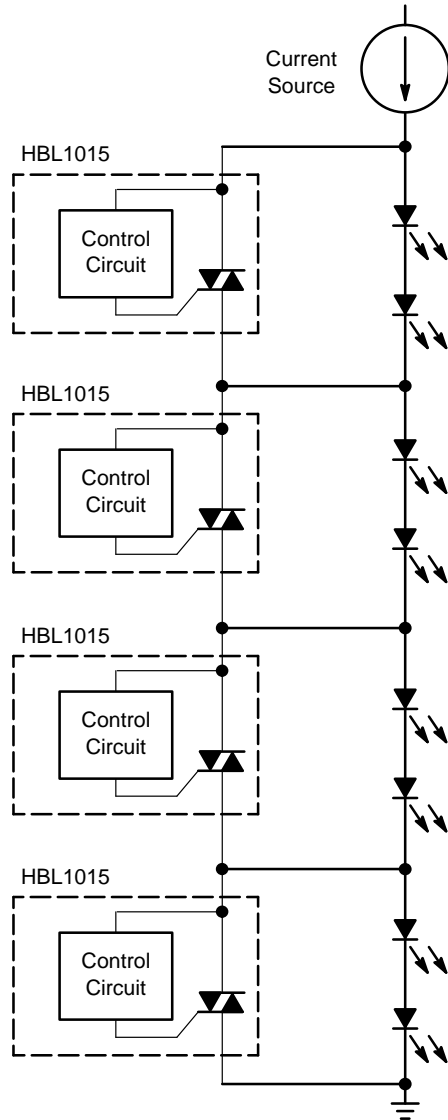 Current
Source
HBL1015
Control
Circuit
HBL1015
Control
Circuit
HBL1015
Control
Circuit
HBL1015
Control
Circuit